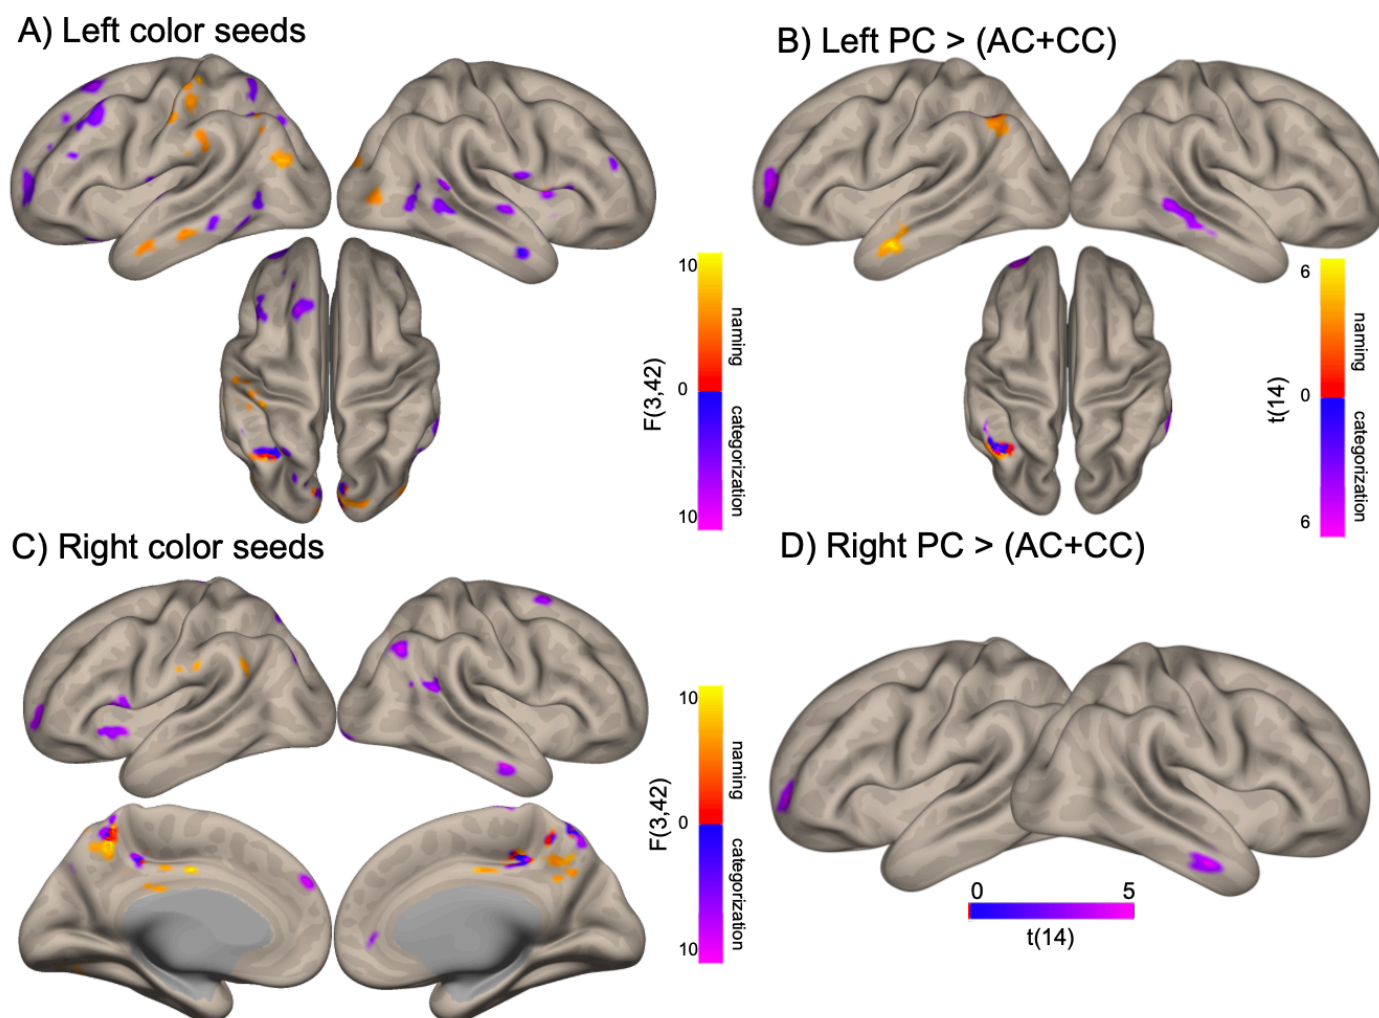 A) Left color seeds
B) Left PC > (AC+CC)
10
naming
0
F(3,42)
categorization
10
6
naming
0
t(14)
categorization
6
C) Right color seeds
D) Right PC > (AC+CC)
10
naming
0
F(3,42)
categorization
10
0 5
t(14)